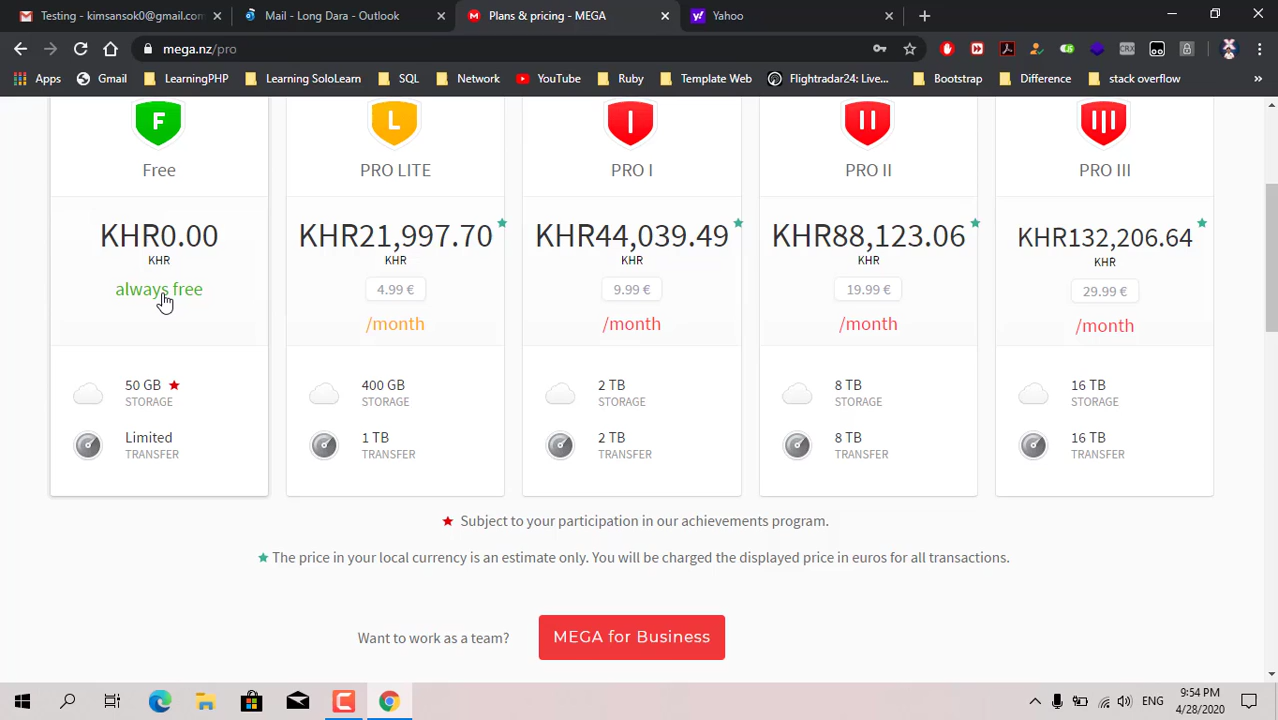 Testing - kimsansok0@gmail.com
Mail - Long Dara - Outlook
Plans & pricing - MEGA
Yahoo
mega.nz/pro
Apps
Gmail
LearningPHP
Learning SoloLearn
SQL
Network
YouTube
Ruby
Template Web
Flightradar24: Live...
Bootstrap
Difference
stack overflow
»
F
L
I
II
III
Free
PRO LITE
PRO I
PRO II
PRO III
KHR0.00
KHR21,997.70
KHR44,039.49
KHR88,123.06
KHR132,206.64
KHR
KHR
KHR
KHR
KHR
always free
4.99 €
9.99 €
19.99 €
29.99 €
/month
/month
/month
/month
50 GB
STORAGE
400 GB
STORAGE
2 TB
STORAGE
8 TB
STORAGE
16 TB
STORAGE
Limited
TRANSFER
1 TB
TRANSFER
2 TB
TRANSFER
8 TB
TRANSFER
16 TB
TRANSFER
Subject to your participation in our achievements program.
The price in your local currency is an estimate only. You will be charged the displayed price in euros for all transactions.
Want to work as a team?
MEGA for Business
ENG
9:54 PM
4/28/2020